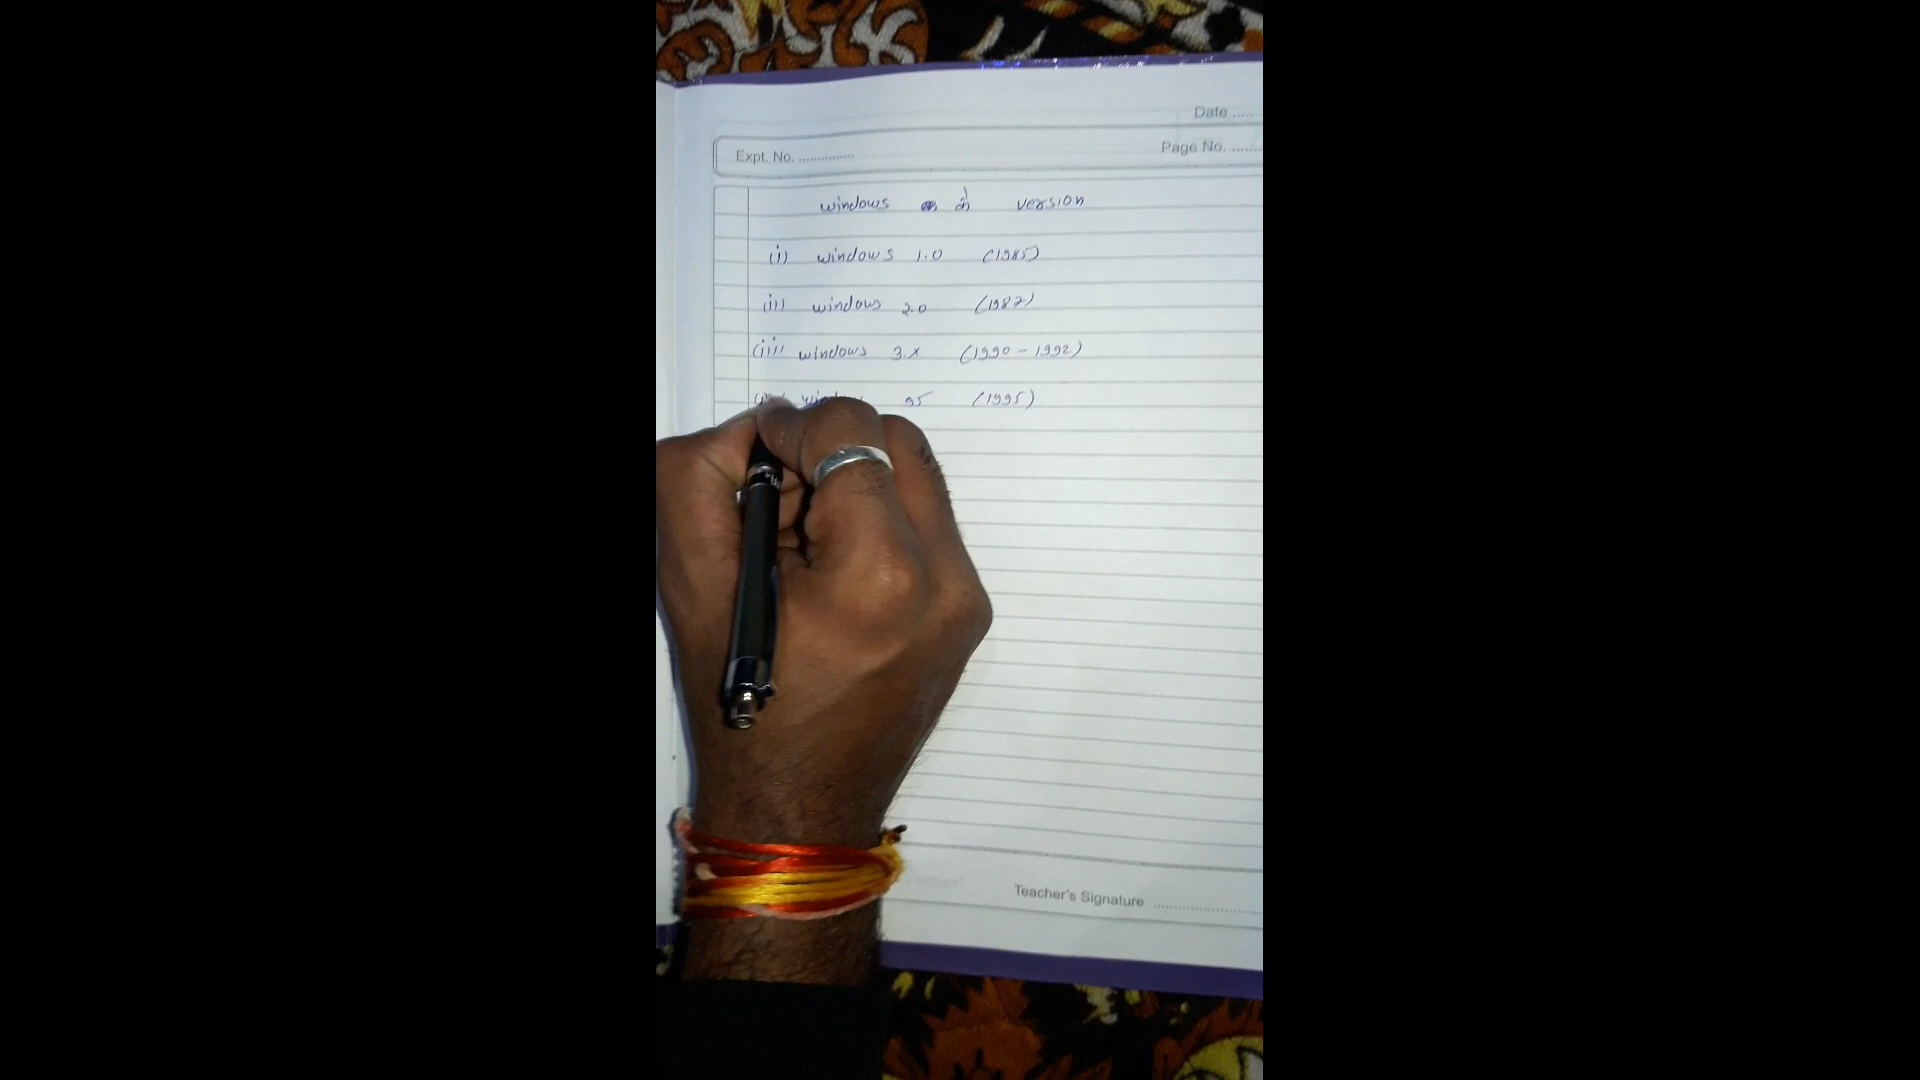 Date ......
Expt. No. ..............
Page No. .......
windows के version
(i) windows 1.0 (1985)
(ii) windows 2.0 (1987)
(iii) windows 3.x (1990 - 1992)
95 (1995)
Teacher's Signature ......................